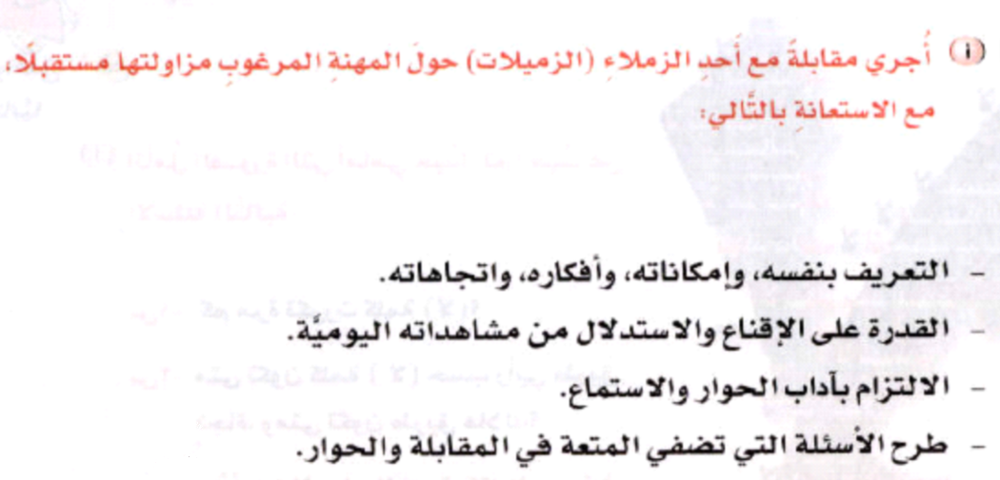 أ أُجري مقابلةً مع أَحدِ الزملاءِ (الزميلات) حولَ المهنةِ المرغوبِ مزاولتها مستقبلًا،
مع الاستعانةِ بالتَّالي:
- التعريف بنفسه، وإمكاناته، وأفكاره، واتجاهاته.
- القدرة على الإقناع والاستدلال من مشاهداته اليوميَّة.
- الالتزام بآداب الحوار والاستماع.
- طرح الأسئلة التي تضفي المتعة في المقابلة والحوار.